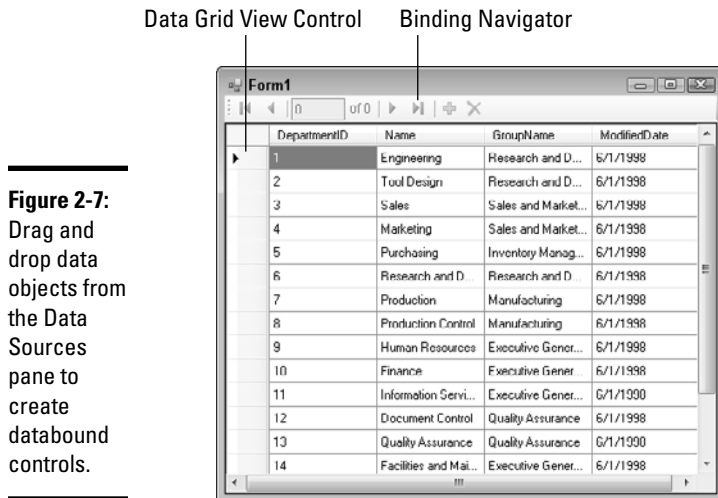 Data Grid View Control Binding Navigator
Form1
0 of 0
DepartmentID Name GroupName ModifiedDate
1 Engineering Research and D... 6/1/1998
2 Tool Design Research and D... 6/1/1998
3 Sales Sales and Market... 6/1/1998
4 Marketing Sales and Market... 6/1/1998
5 Purchasing Inventory Manag... 6/1/1998
6 Research and D... Research and D... 6/1/1998
7 Production Manufacturing 6/1/1998
8 Production Control Manufacturing 6/1/1998
9 Human Resources Executive Gener... 6/1/1998
10 Finance Executive Gener... 6/1/1998
11 Information Servi... Executive Gener... 6/1/1998
12 Document Control Quality Assurance 6/1/1998
13 Quality Assurance Quality Assurance 6/1/1998
14 Facilities and Mai... Executive Gener... 6/1/1998
Figure 2-7:
Drag and
drop data
objects from
the Data
Sources
pane to
create
databound
controls.